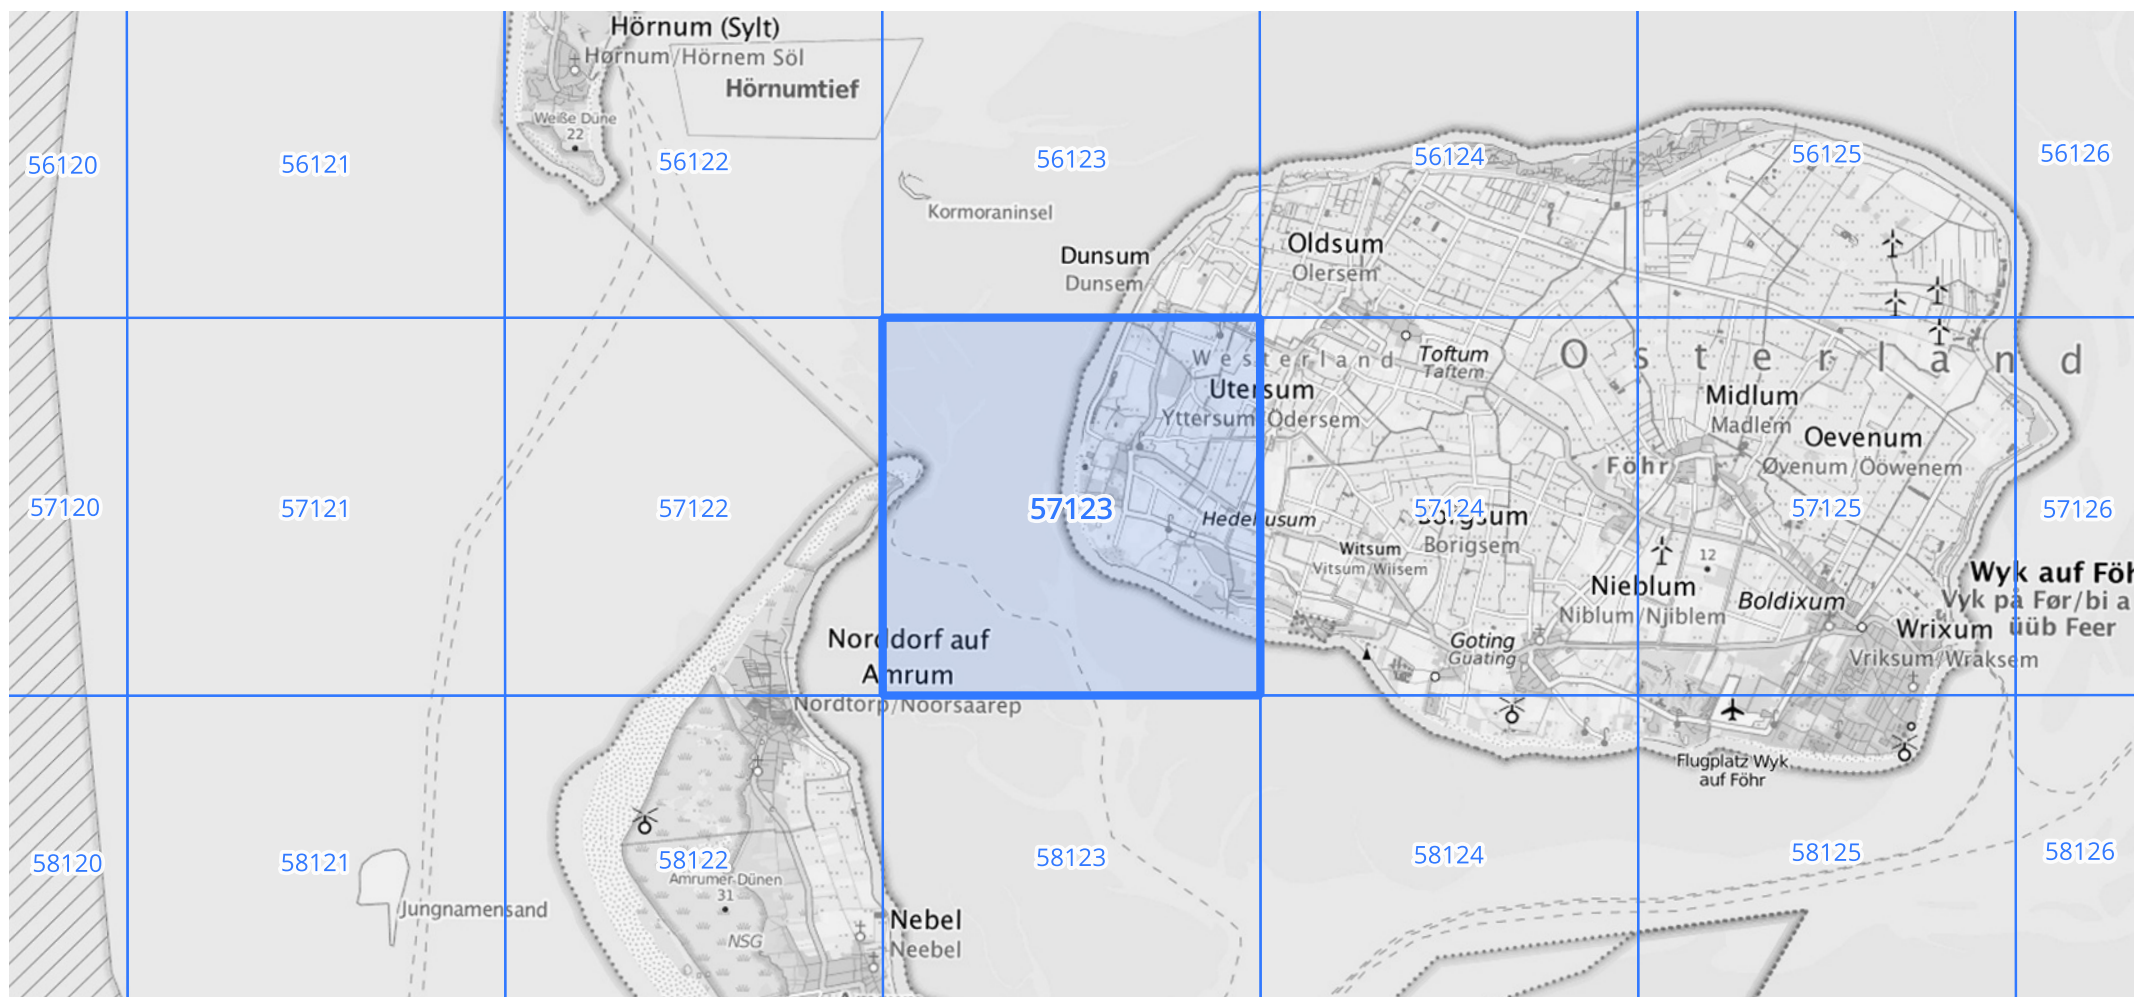 Hörnum (Sylt)
Hørnum/Hörnem Söl
Hörnumtief
Weiße Düne
22
56120
56121
56122
56123
56124
56125
56126
Kormoraninsel
Dunsum
Dunsem
Oldsum
Olersem
Westerland
Toftum
Taftem
Osterland
Utersum
Yttersum/Ödersem
Midlum
Madlem
Oevenum
Øvenum/Ööwenem
Föhr
57120
57121
57122
57123
57124
57125
57126
Hedehusum
Borgsum
Borigsem
Witsum
Vitsum/Wiisem
12
Nieblum
Niblum/Njiblem
Boldixum
Wyk auf Föh
Vyk på Før/bi a
üüb Feer
Wrixum
Vriksum/Wraksem
Goting
Guating
Norddorf auf
Amrum
Nordtorp/Noorsaarep
Flugplatz Wyk
auf Föhr
58120
58121
58122
58123
58124
58125
58126
Amrumer-Dünen
31
Jungnamensand
NSG
Nebel
Neebel